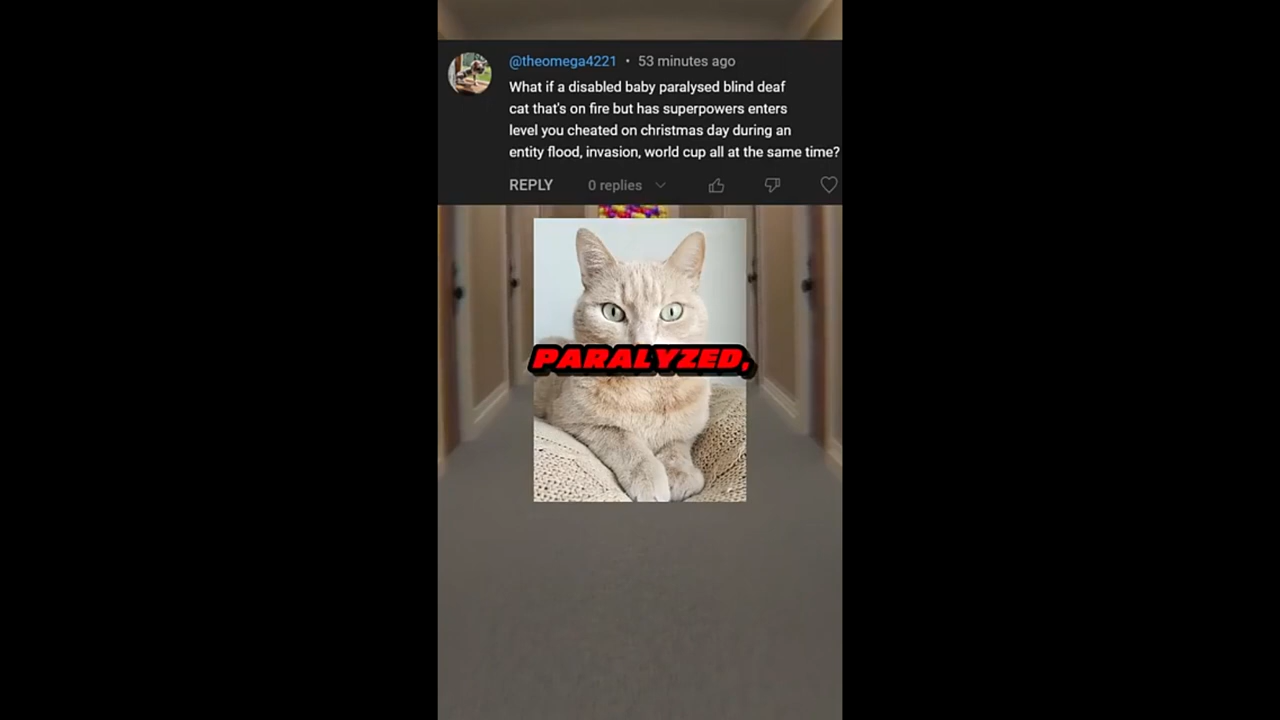 @theomega4221 • 53 minutes ago
What if a disabled baby paralysed blind deaf
cat that's on fire but has superpowers enters
level you cheated on christmas day during an
entity flood, invasion, world cup all at the same time?
REPLY 0 replies
PARALYZED,